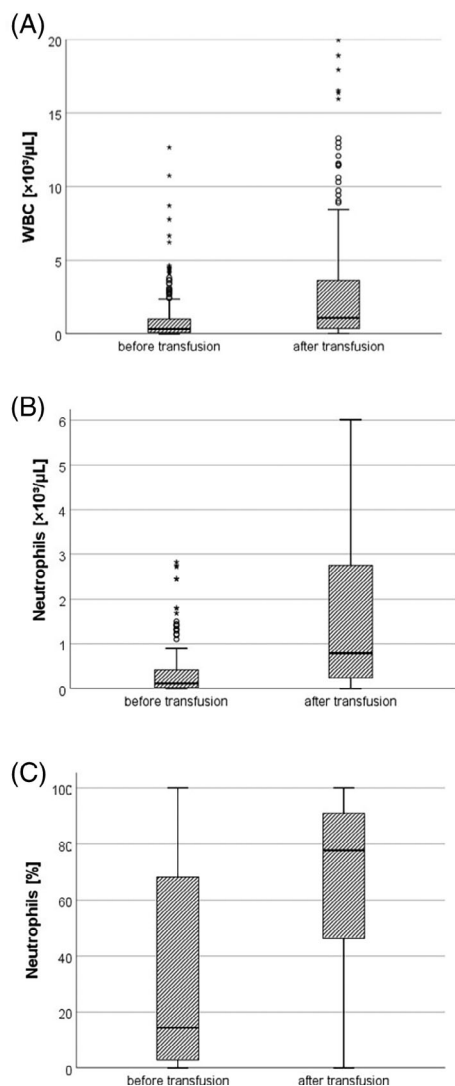 (A)
20
15
10
5
0
WBC [×10³/μL]
before transfusion
after transfusion
(B)
6
5
4
3
2
1
0
Neutrophils [×10³/μL]
before transfusion
after transfusion
(C)
100
80
60
40
20
0
Neutrophils [%]
before transfusion
after transfusion